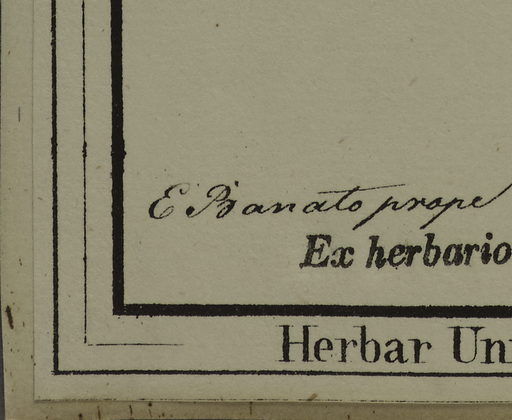 E Banato prope
Ex herbario
Herbar Un